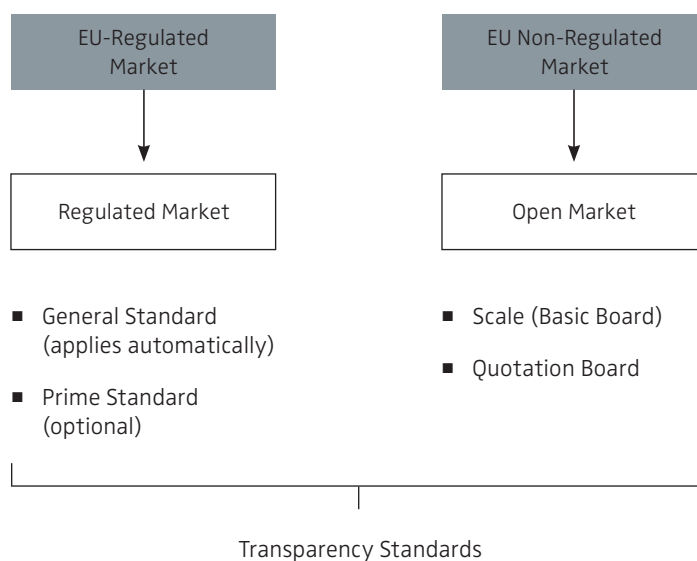 EU-Regulated
Market
EU Non-Regulated
Market
Regulated Market
Open Market
■ General Standard
(applies automatically)
■ Prime Standard
(optional)
■ Scale (Basic Board)
■ Quotation Board
Transparency Standards